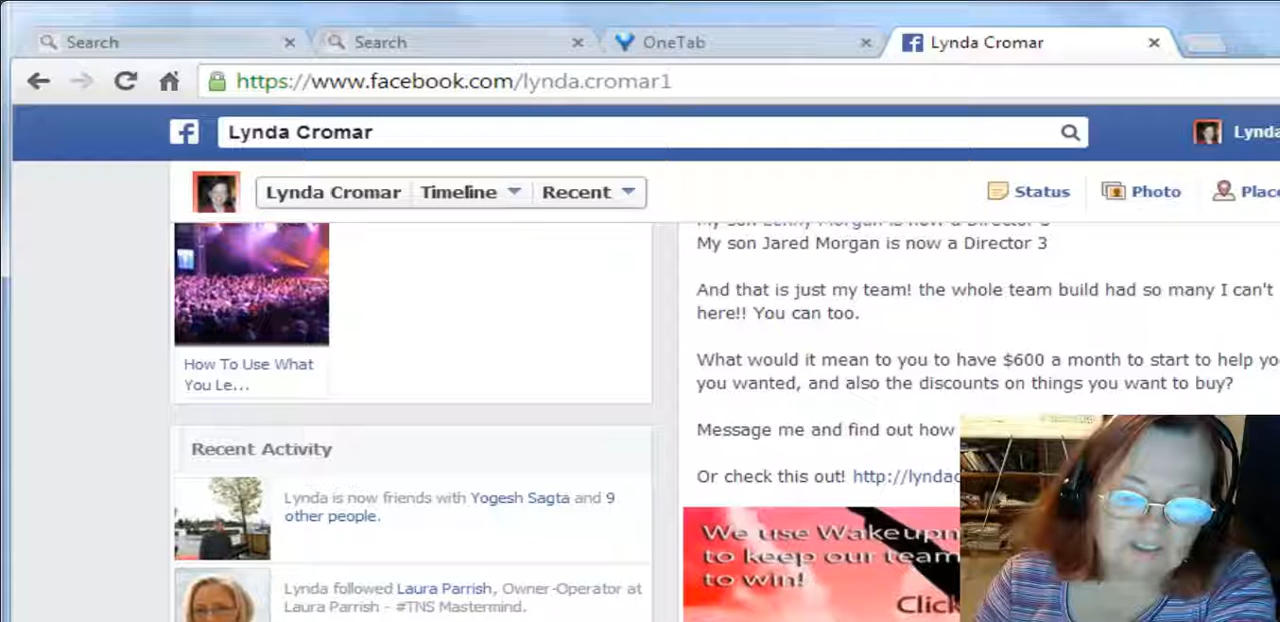 Search
Search
OneTab
Lynda Cromar
https://www.facebook.com/lynda.cromar1
Lynda Cromar
Lynda Cromar
Timeline
Recent
Status
Photo
My son Jared Morgan is now a Director 3
And that is just my team! the whole team build had so many I can't
here!! You can too.
What would it mean to you to have $600 a month to start to help
you wanted, and also the discounts on things you want to buy?
Message me and find out how
Or check this out! http://lynda
How To Use What
You Le...
Recent Activity
Lynda is now friends with Yogesh Sagta and 9
other people.
Lynda followed Laura Parrish, Owner-Operator at
Laura Parrish - #TNS Mastermind.
We use
to keep our team
to win!
Click